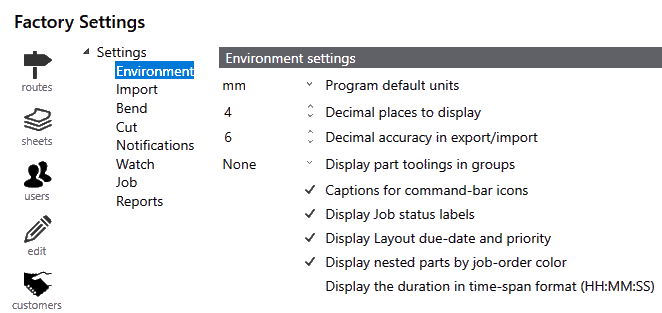 Factory Settings
routes
sheets
users
edit
customers
Settings
Environment
Import
Bend
Cut
Notifications
Watch
Job
Reports
Environment settings
mm Program default units
4 Decimal places to display
6 Decimal accuracy in export/import
None Display part toolings in groups
Captions for command-bar icons
Display Job status labels
Display Layout due-date and priority
Display nested parts by job-order color
Display the duration in time-span format (HH:MM:SS)